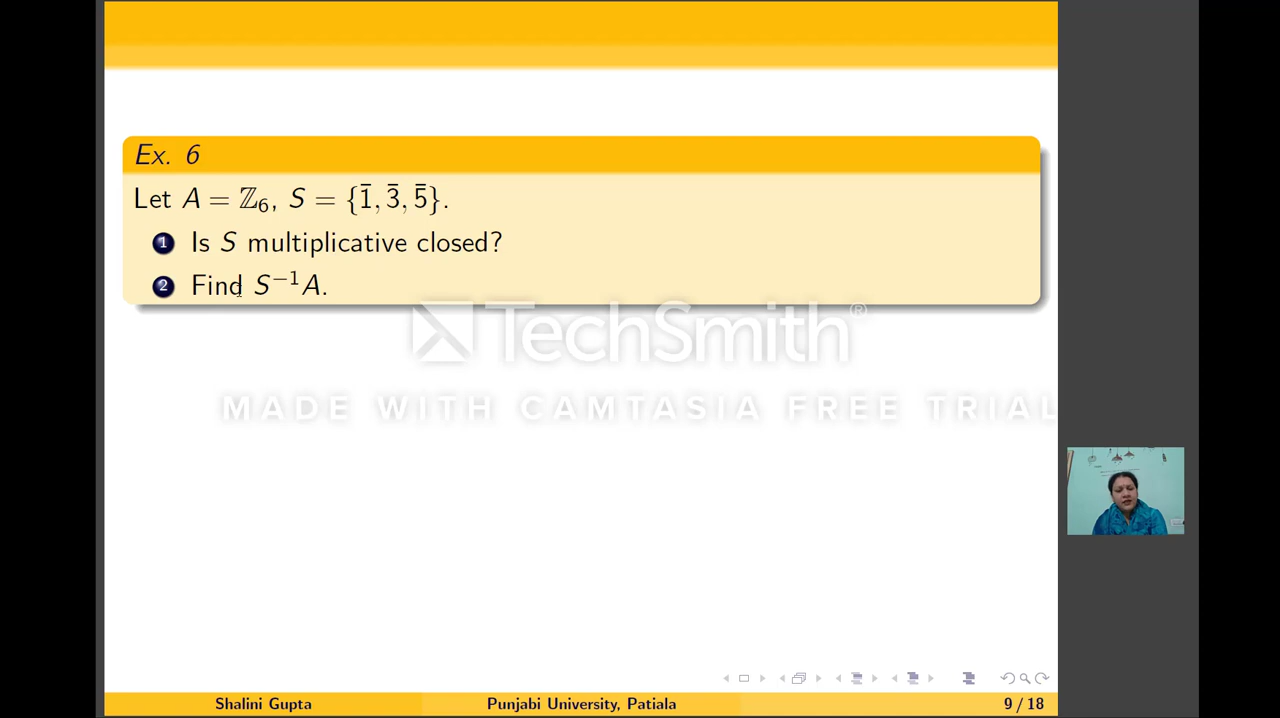 Ex. 6
Let A = ℤ₆, S = {1̄, 3̄, 5̄}.
1 Is S multiplicative closed?
2 Find S⁻¹A.
TechSmith®
MADE WITH CAMTASIA FREE TRIAL
Shalini Gupta Punjabi University, Patiala 9 / 18